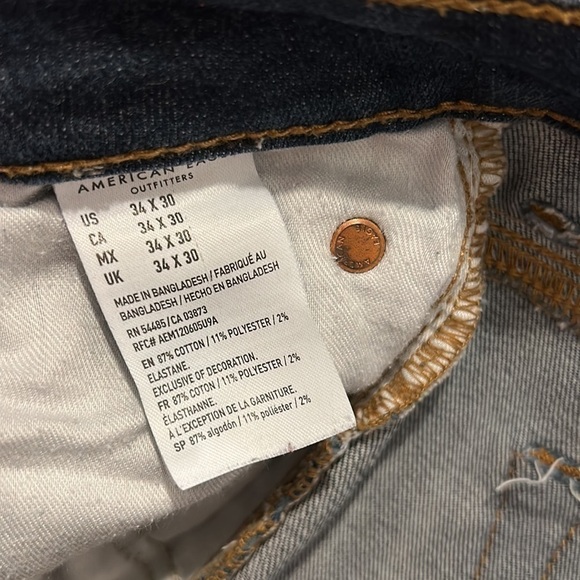 AMERICAN EAGLE
OUTFITTERS
US 34 X 30
CA 34 X 30
MX 34 X 30
UK 34 X 30
MADE IN BANGLADESH / FABRIQUÉ AU
BANGLADESH / HECHO EN BANGLADESH
RN 54485 / CA 03873
RFC# AEM120605U9A
EN 87% COTTON / 11% POLYESTER / 2%
ELASTANE.
EXCLUSIVE OF DECORATION.
FR 87% COTON / 11% POLYESTER / 2%
ÉLASTHANNE.
À L'EXCEPTION DE LA GARNITURE.
SP 87% algodón / 11% poliéster / 2%